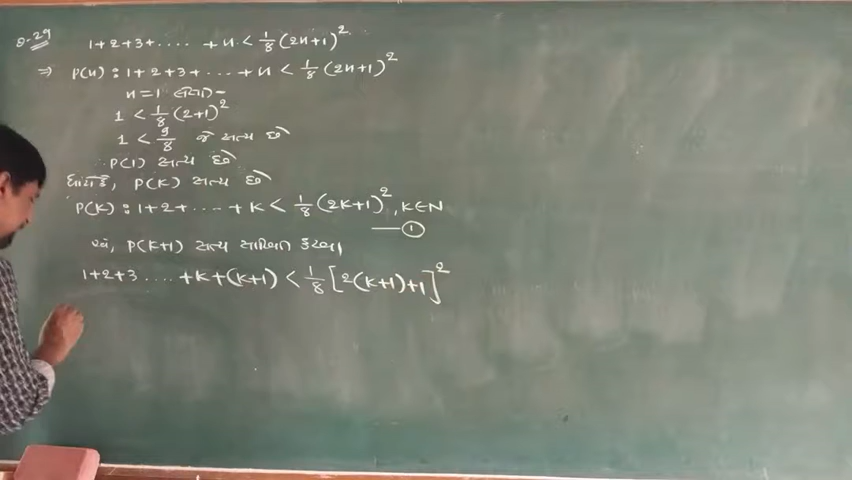 દા.29
1+2+3+.... +n < 1/8 (2n+1)²
⇒ P(n) : 1+2+3+...+n < 1/8 (2n+1)²
n=1 લેતા -
1 < 1/8 (2+1)²
1 < 9/8 જે સત્ય છે
P(1) સત્ય છે
ધારો કે, P(K) સત્ય છે
P(K) : 1+2+....+K < 1/8 (2K+1)², K∈N
— ①
હવે, P(K+1) સત્ય સાબિત કરવા,
1+2+3....+K+(K+1) < 1/8 [2(K+1)+1]²